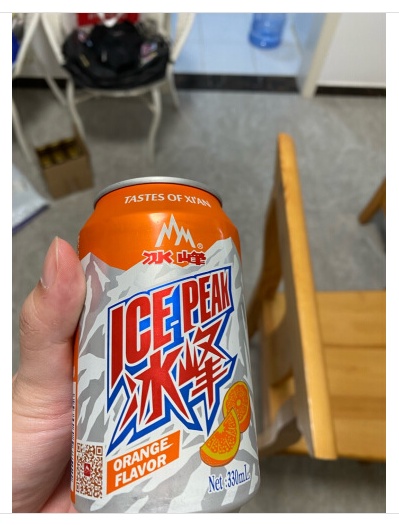 TASTES OF XI'AN
冰峰®
ICE PEAK
冰峰
ORANGE
FLAVOR
Net:330mL